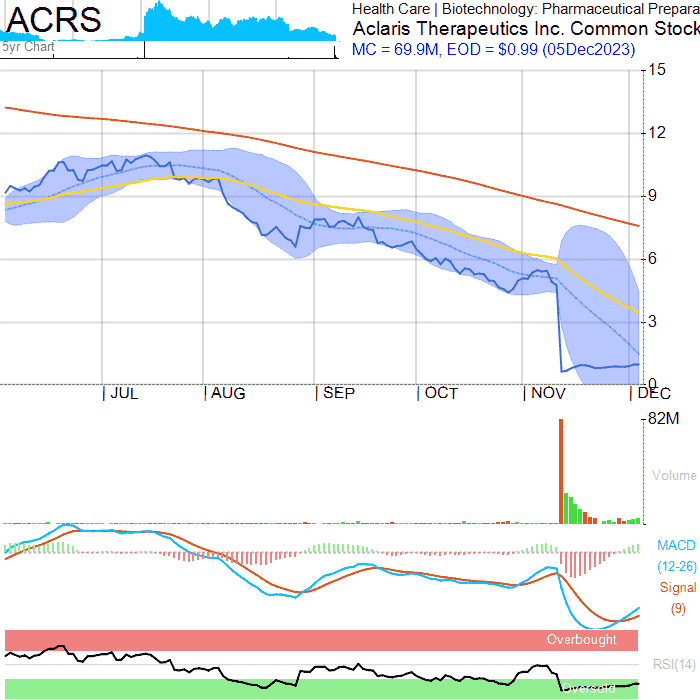 ACRS
5yr Chart
Health Care | Biotechnology: Pharmaceutical Prepara
Aclaris Therapeutics Inc. Common Stock
MC = 69.9M, EOD = $0.99 (05Dec2023)
15
12
9
6
3
0
JUL AUG SEP OCT NOV DEC
82M
Volume
MACD
(12-26)
Signal
(9)
Overbought
RSI(14)
Oversold